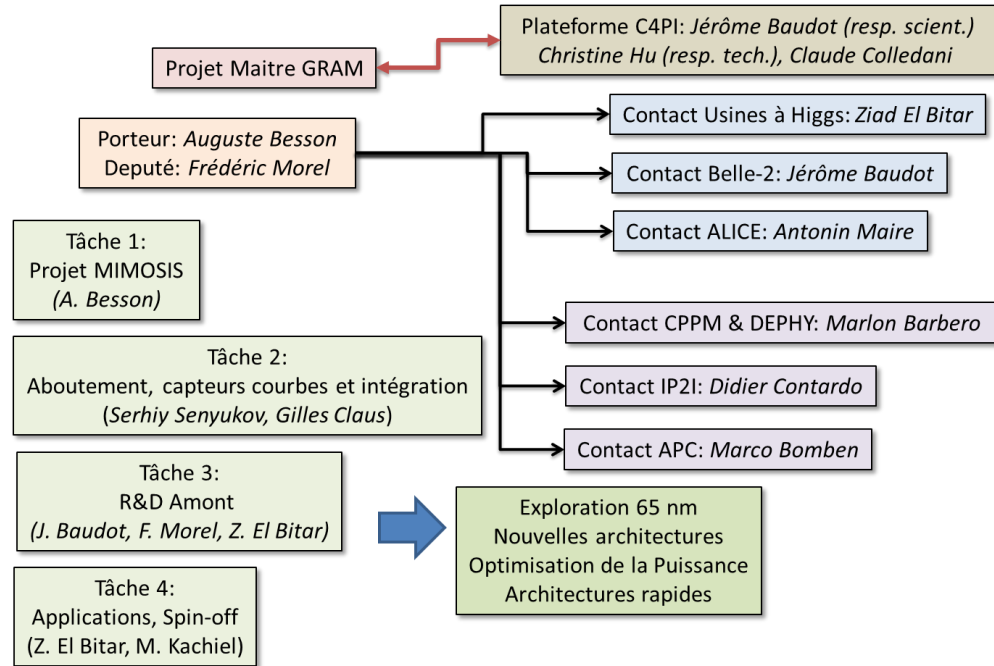 Plateforme C4PI: Jérôme Baudot (resp. scient.)
Christine Hu (resp. tech.), Claude Colledani
Projet Maitre GRAM
Porteur: Auguste Besson
Deputé: Frédéric Morel
Contact Usines à Higgs: Ziad El Bitar
Contact Belle-2: Jérôme Baudot
Contact ALICE: Antonin Maire
Contact CPPM & DEPHY: Marlon Barbero
Contact IP2I: Didier Contardo
Contact APC: Marco Bomben
Tâche 1:
Projet MIMOSIS
(A. Besson)
Tâche 2:
Aboutement, capteurs courbes et intégration
(Serhiy Senyukov, Gilles Claus)
Tâche 3:
R&D Amont
(J. Baudot, F. Morel, Z. El Bitar)
Exploration 65 nm
Nouvelles architectures
Optimisation de la Puissance
Architectures rapides
Tâche 4:
Applications, Spin-off
(Z. El Bitar, M. Kachiel)